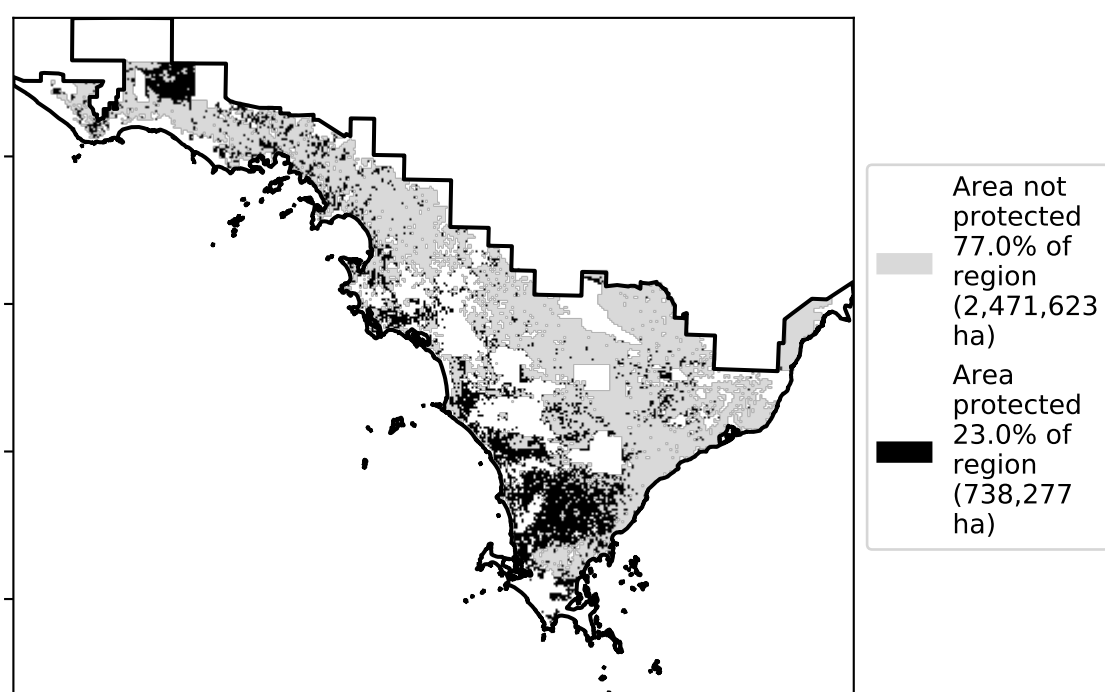 Area not
protected
77.0% of
region
(2,471,623
ha)
Area
protected
23.0% of
region
(738,277
ha)